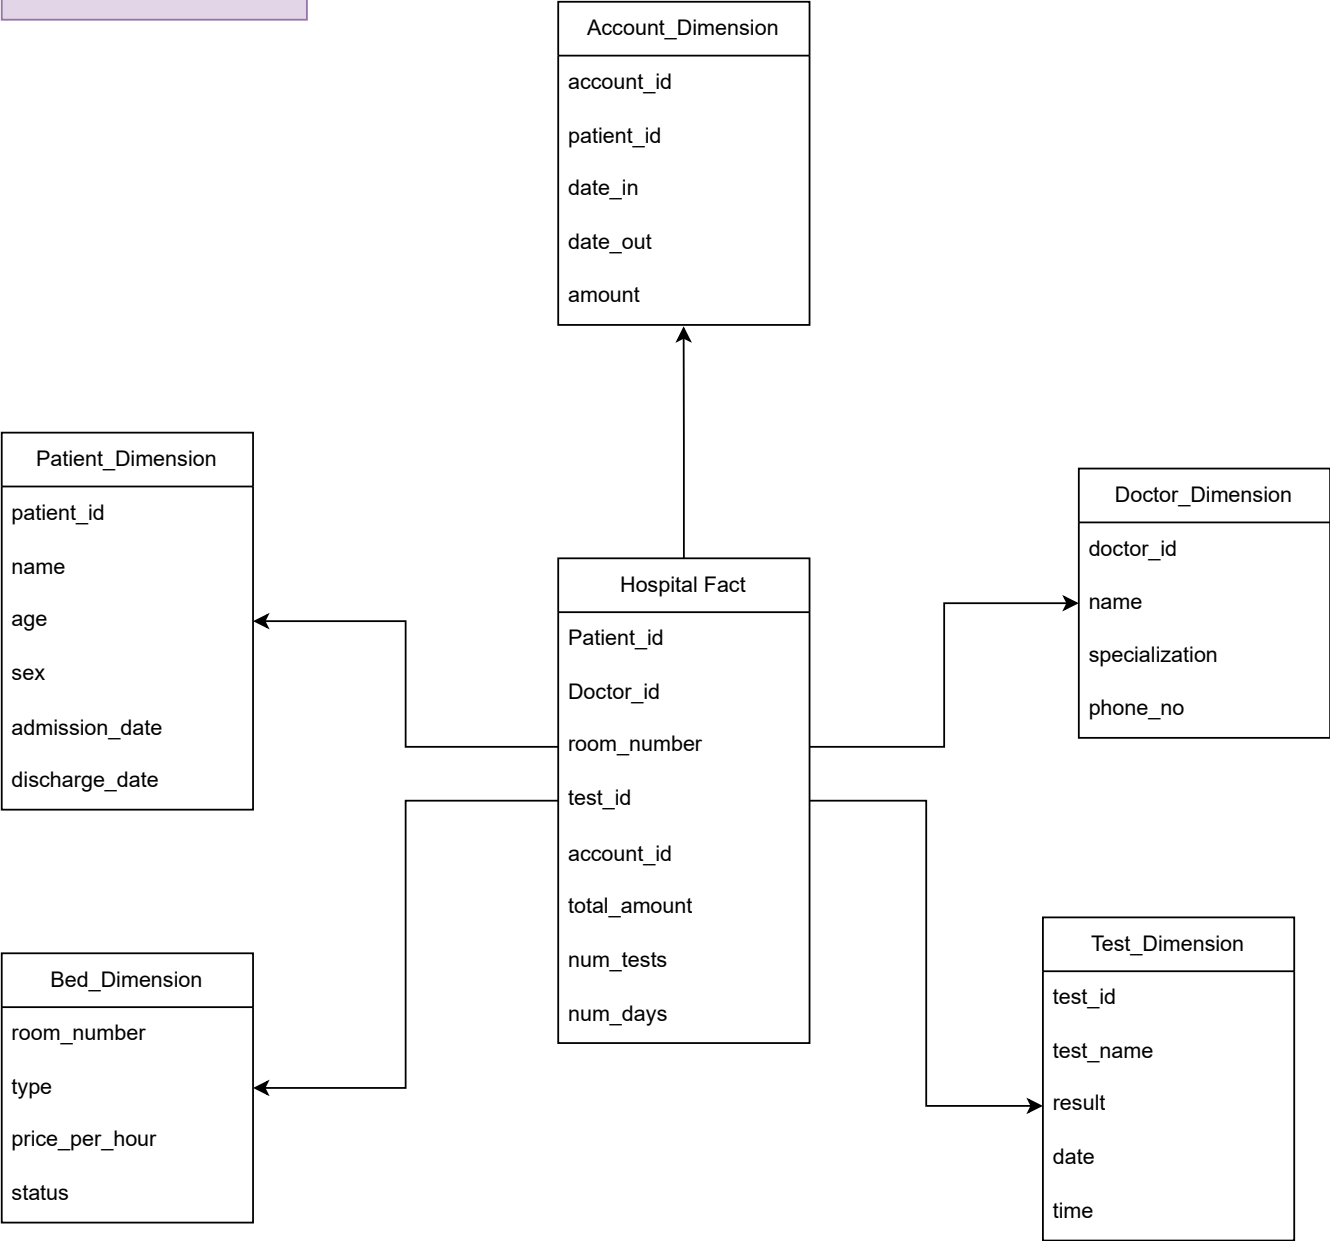 Account_Dimension
account_id
patient_id
date_in
date_out
amount
Patient_Dimension
patient_id
name
age
sex
admission_date
discharge_date
Doctor_Dimension
doctor_id
name
specialization
phone_no
Hospital Fact
Patient_id
Doctor_id
room_number
test_id
account_id
total_amount
num_tests
num_days
Bed_Dimension
room_number
type
price_per_hour
status
Test_Dimension
test_id
test_name
result
date
time